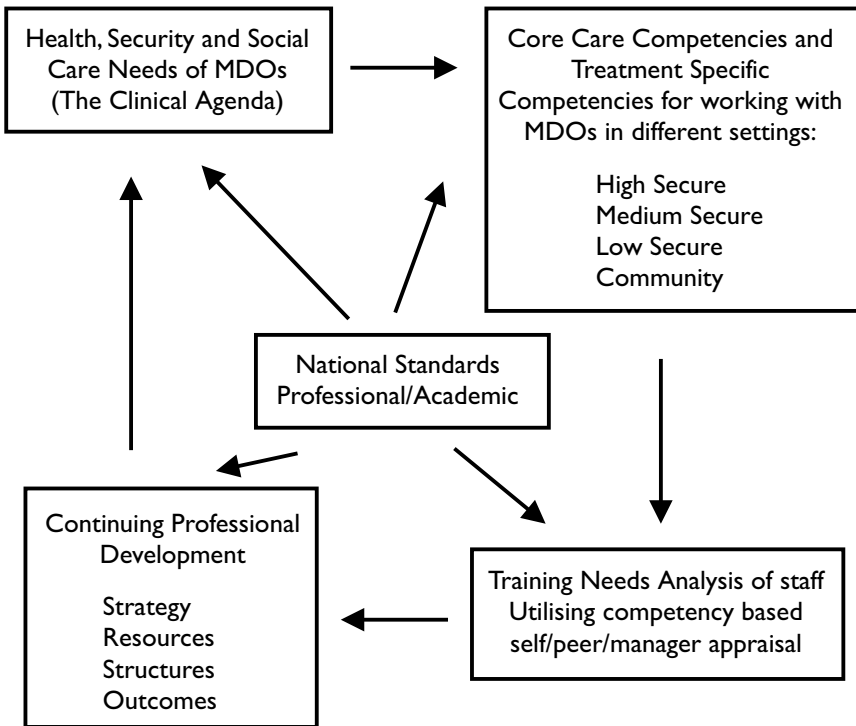 Health, Security and Social
Care Needs of MDOs
(The Clinical Agenda)
Core Care Competencies and
Treatment Specific
Competencies for working with
MDOs in different settings:
High Secure
Medium Secure
Low Secure
Community
National Standards
Professional/Academic
Continuing Professional
Development
Strategy
Resources
Structures
Outcomes
Training Needs Analysis of staff
Utilising competency based
self/peer/manager appraisal